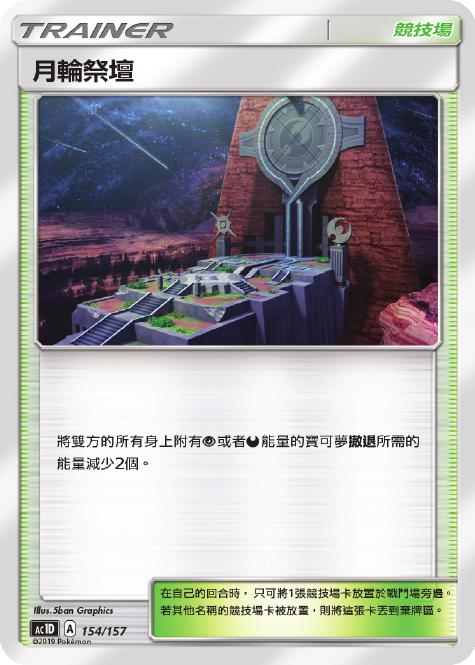 TRAINER
競技場
月輪祭壇
將雙方的所有身上附有或者能量的寶可夢撤退所需的
能量減少2個。
在自己的回合時，只可將1張競技場卡放置於戰鬥場旁邊。
若其他名稱的競技場卡被放置，則將這張卡丟到棄牌區。
Illus.5ban Graphics
AC1D A 154/157
©2019 Pokémon